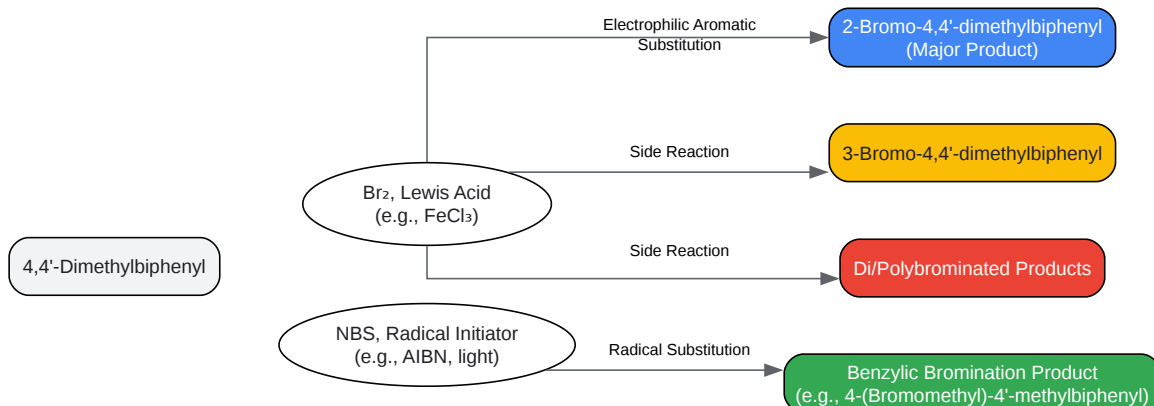 Electrophilic Aromatic
Substitution
2-Bromo-4,4'-dimethylbiphenyl
(Major Product)
Side Reaction
3-Bromo-4,4'-dimethylbiphenyl
Br₂, Lewis Acid
(e.g., FeCl₃)
4,4'-Dimethylbiphenyl
Side Reaction
Di/Polybrominated Products
NBS, Radical Initiator
(e.g., AIBN, light)
Radical Substitution
Benzylic Bromination Product
(e.g., 4-(Bromomethyl)-4'-methylbiphenyl)